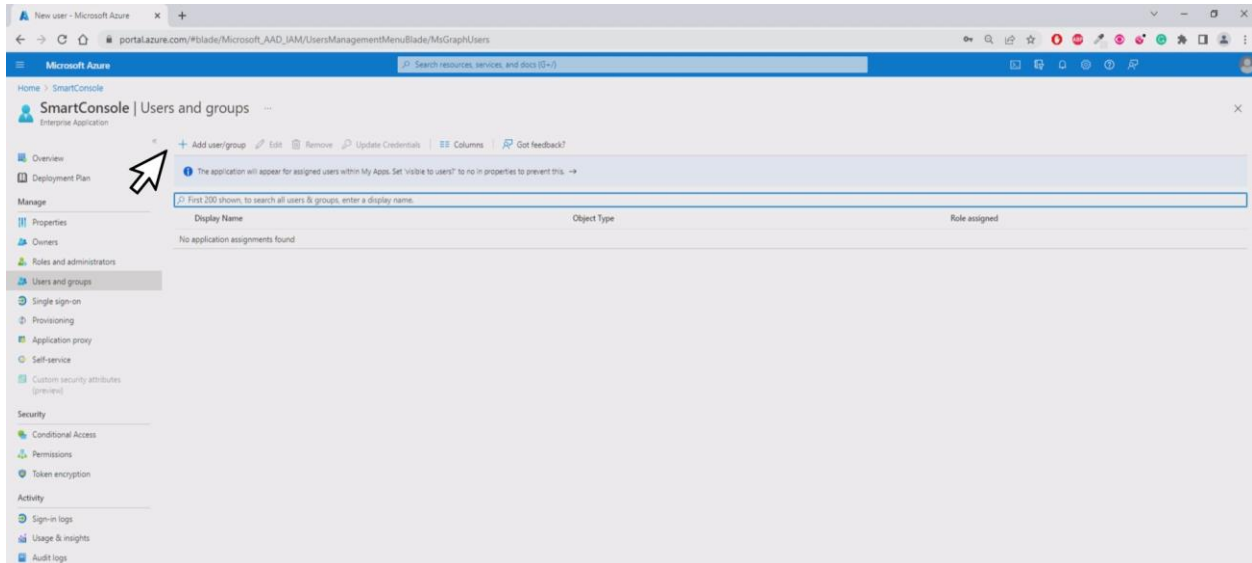 New user - Microsoft Azure
portal.azure.com/#blade/Microsoft_AAD_IAM/UsersManagementMenuBlade/MsGraphUsers
Microsoft Azure
Search resources, services, and docs (G+/)
Home > SmartConsole
SmartConsole | Users and groups ...
Enterprise Application
Add user/group Edit Remove Update Credentials Columns Got feedback?
The application will appear for assigned users within My Apps. Set 'visible to users?' to no in properties to prevent this. →
First 200 shown, to search all users & groups, enter a display name.
Display Name Object Type Role assigned
No application assignments found
Overview
Deployment Plan
Manage
Properties
Owners
Roles and administrators
Users and groups
Single sign-on
Provisioning
Application proxy
Self-service
Custom security attributes
(preview)
Security
Conditional Access
Permissions
Token encryption
Activity
Sign-in logs
Usage & insights
Audit logs